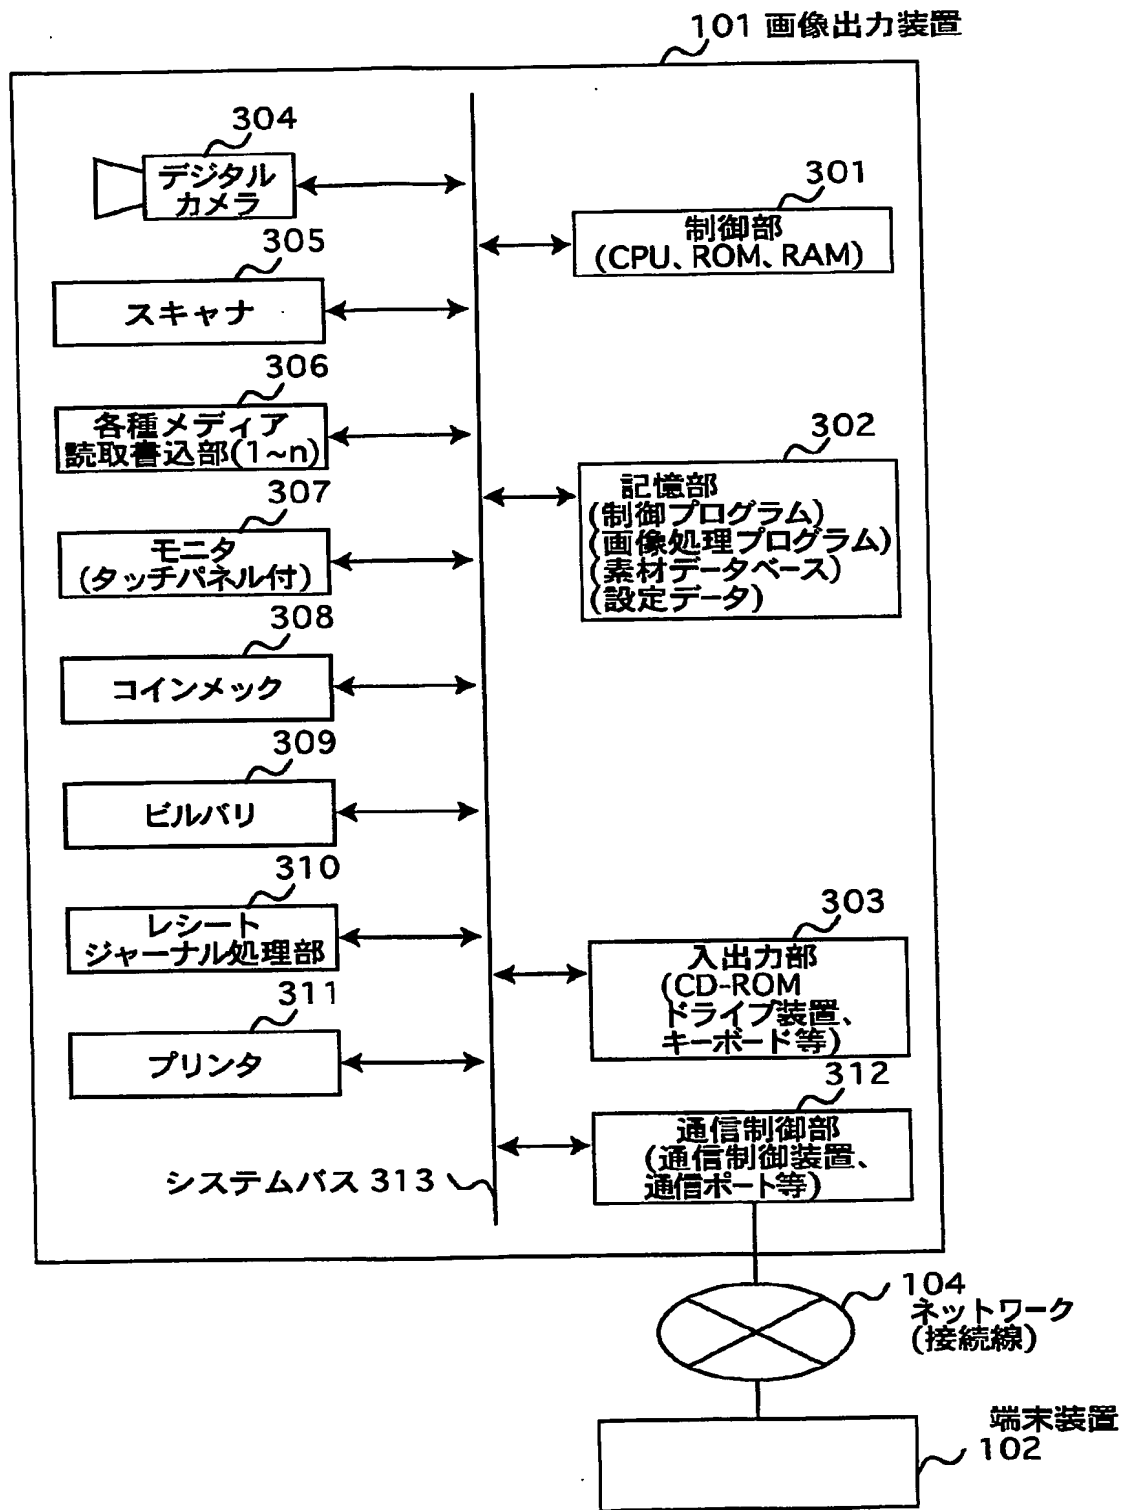 101 画像出力装置
304
デジタル
カメラ
301
制御部
(CPU、ROM、RAM)
305
スキャナ
306
各種メディア
読取書込部(1~n)
302
記憶部
(制御プログラム)
(画像処理プログラム)
(素材データベース)
(設定データ)
307
モニタ
(タッチパネル付)
308
コインメック
309
ビルバリ
310
レシート
ジャーナル処理部
303
入出力部
(CD-ROM
ドライブ装置、
キーボード等)
311
プリンタ
312
通信制御部
(通信制御装置、
通信ポート等)
システムバス 313
104
ネットワーク
(接続線)
端末装置
102